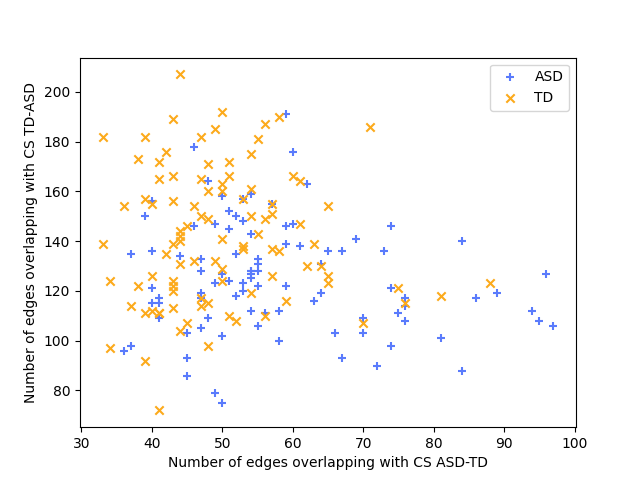 ASD
TD
200
180
160
140
120
100
80
Number of edges overlapping with CS TD-ASD
30 40 50 60 70 80 90 100
Number of edges overlapping with CS ASD-TD